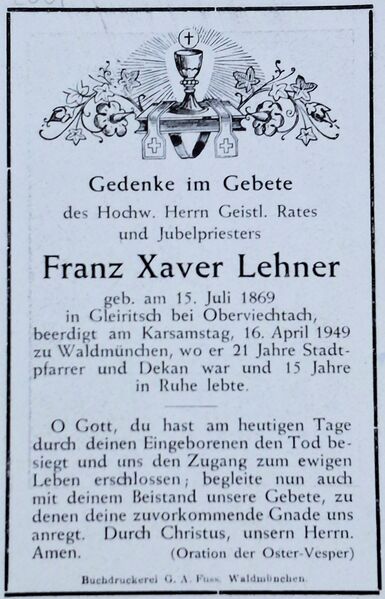 Gedenke im Gebete
des Hochw. Herrn Geistl. Rates
und Jubelpriesters
Franz Xaver Lehner
geb. am 15. Juli 1869
in Gleiritsch bei Oberviechtach,
beerdigt am Karsamstag, 16. April 1949
zu Waldmünchen, wo er 21 Jahre Stadt-
pfarrer und Dekan war und 15 Jahre
in Ruhe lebte.
O Gott, du hast am heutigen Tage
durch deinen Eingeborenen den Tod be-
siegt und uns den Zugang zum ewigen
Leben erschlossen; begleite nun auch
mit deinem Beistand unsere Gebete, zu
denen deine zuvorkommende Gnade uns
anregt. Durch Christus, unsern Herrn.
Amen. (Oration der Oster-Vesper)
Buchdruckerei G. A. Fuss, Waldmünchen.